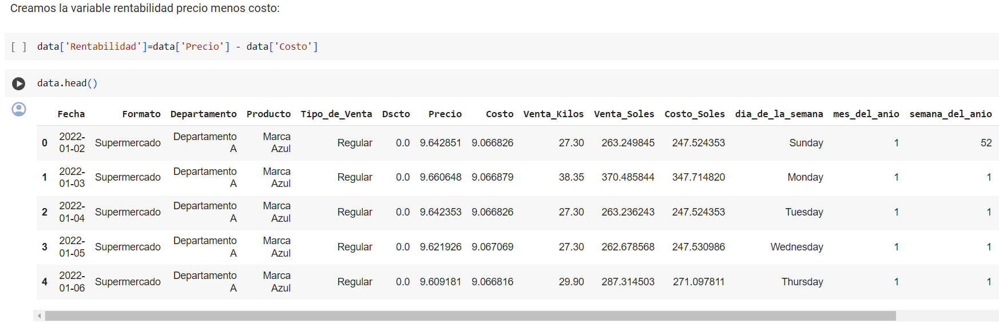 Creamos la variable rentabilidad precio menos costo:
[ ] data['Rentabilidad']=data['Precio'] - data['Costo']
data.head()
Fecha Formato Departamento Producto Tipo_de_Venta Dscto Precio Costo Venta_Kilos Venta_Soles Costo_Soles dia_de_la_semana mes_del_anio semana_del_anio
0 2022-01-02 Supermercado Departamento A Marca Azul Regular 0.0 9.642851 9.066826 27.30 263.249845 247.524353 Sunday 1 52
1 2022-01-03 Supermercado Departamento A Marca Azul Regular 0.0 9.660648 9.066879 38.35 370.485844 347.714820 Monday 1 1
2 2022-01-04 Supermercado Departamento A Marca Azul Regular 0.0 9.642353 9.066826 27.30 263.236243 247.524353 Tuesday 1 1
3 2022-01-05 Supermercado Departamento A Marca Azul Regular 0.0 9.621926 9.067069 27.30 262.678568 247.530986 Wednesday 1 1
4 2022-01-06 Supermercado Departamento A Marca Azul Regular 0.0 9.609181 9.066816 29.90 287.314503 271.097811 Thursday 1 1